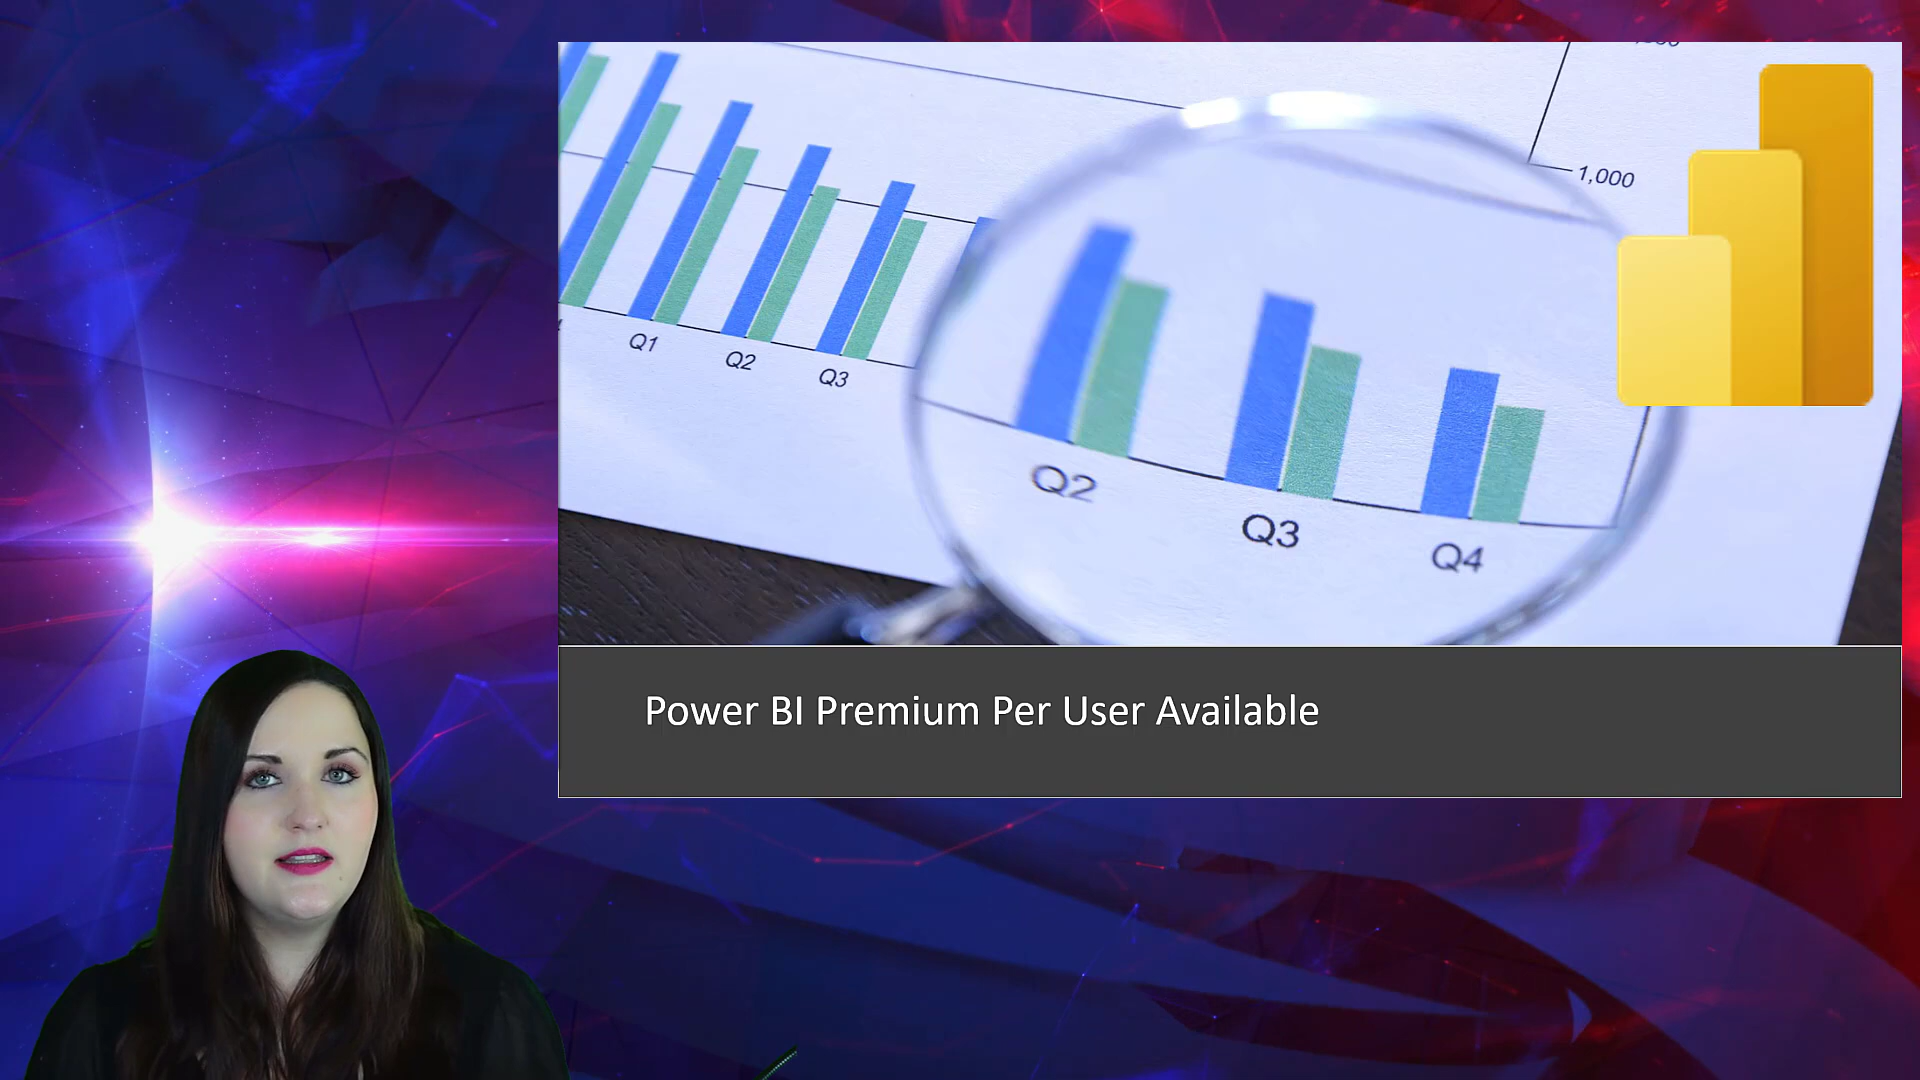 1,000
Q1
Q2
Q3
Q2
Q3
Q4
Power BI Premium Per User Available